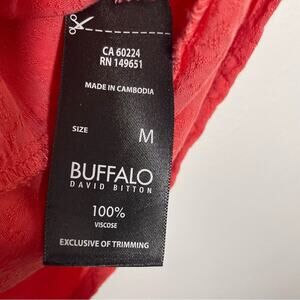 CA 60224
RN 149651
MADE IN CAMBODIA
SIZE M
BUFFALO
DAVID BITTON
100%
VISCOSE
EXCLUSIVE OF TRIMMING